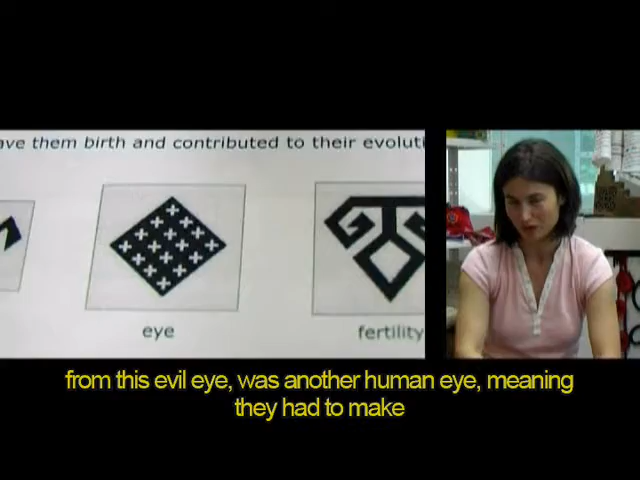 ave them birth and contributed to their evoluti
eye
fertility
from this evil eye, was another human eye, meaning
they had to make